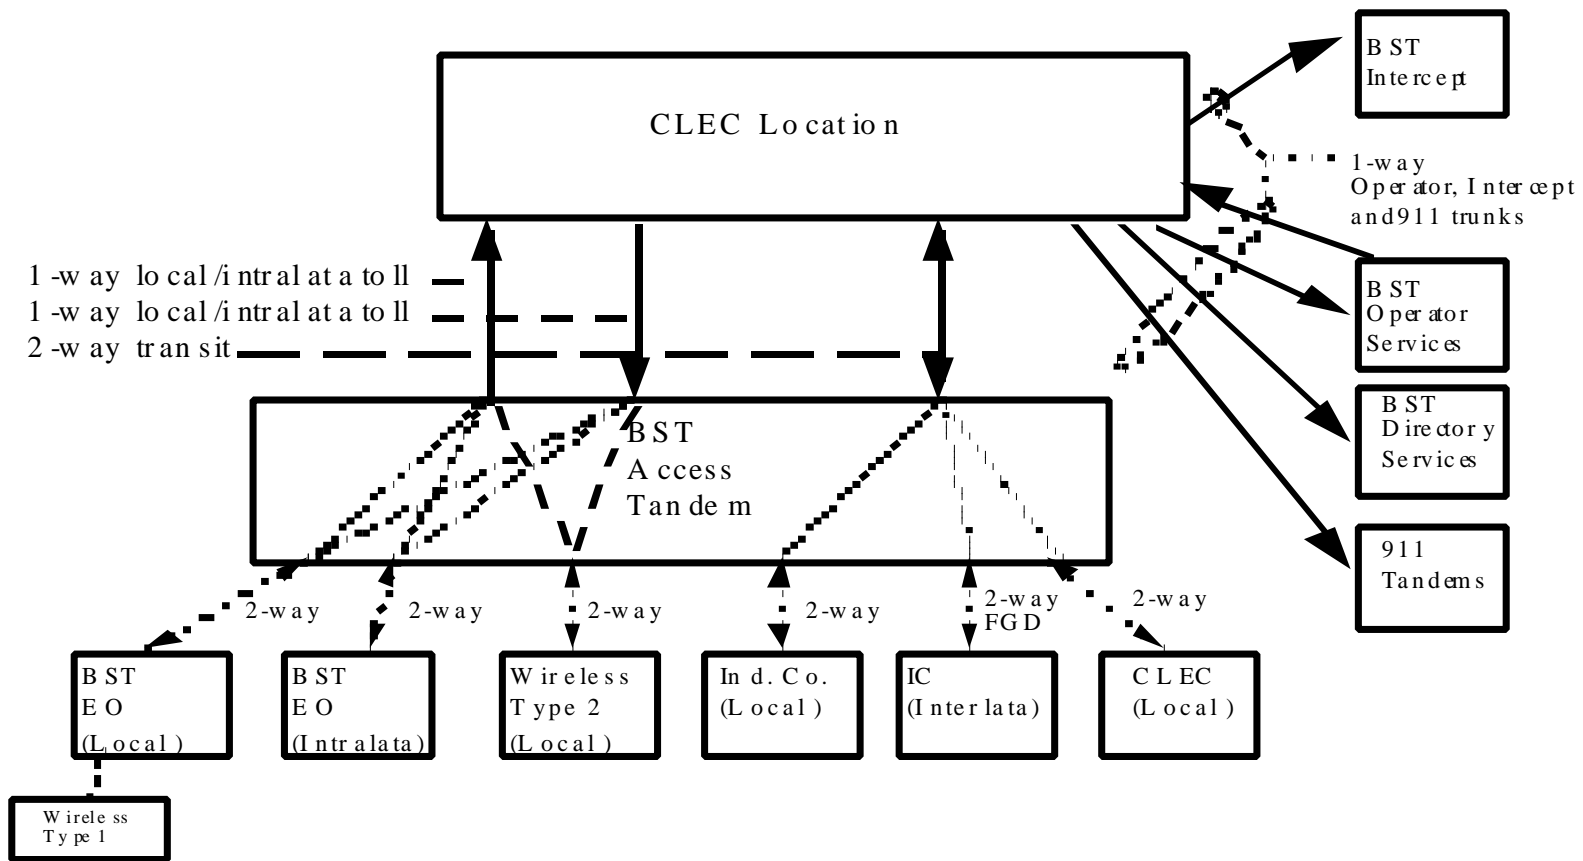 BST
Intercept
CLEC Location
1-way
Operator, Intercept
and911 trunks
1-way local/intralata toll
1-way local/intralata toll
2-way transit
BST
Operator
Services
BST
Directory
Services
BST
Access
Tandem
911
Tandems
2-way
2-way
2-way
2-way
2-way
FGD
2-way
BST
EO
(Local)
BST
EO
(Intralata)
Wireless
Type 2
(Local)
Ind. Co.
(Local)
IC
(Interlata)
CLEC
(Local)
Wireless
Type 1